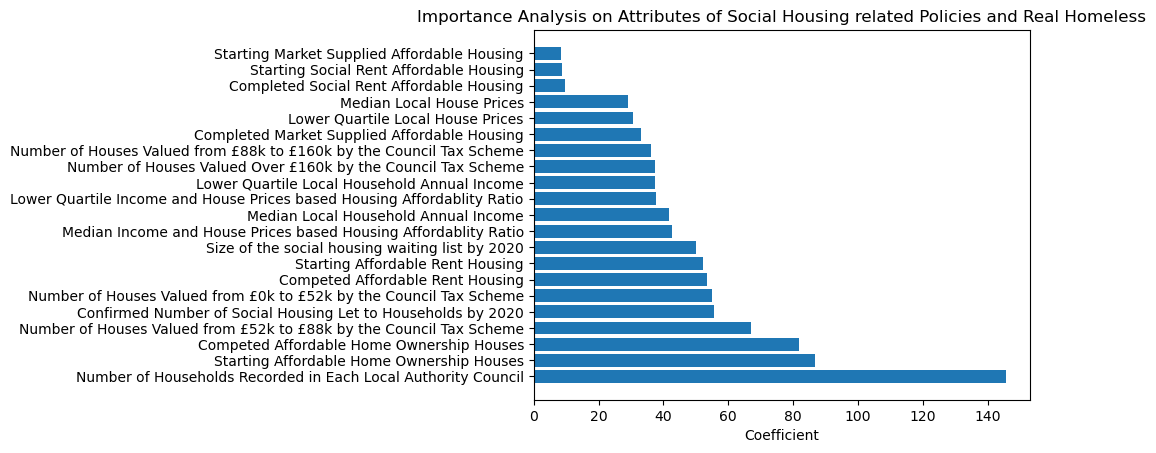 Importance Analysis on Attributes of Social Housing related Policies and Real Homeless
Starting Market Supplied Affordable Housing
Starting Social Rent Affordable Housing
Completed Social Rent Affordable Housing
Median Local House Prices
Lower Quartile Local House Prices
Completed Market Supplied Affordable Housing
Number of Houses Valued from £88k to £160k by the Council Tax Scheme
Number of Houses Valued Over £160k by the Council Tax Scheme
Lower Quartile Local Household Annual Income
Lower Quartile Income and House Prices based Housing Affordablity Ratio
Median Local Household Annual Income
Median Income and House Prices based Housing Affordablity Ratio
Size of the social housing waiting list by 2020
Starting Affordable Rent Housing
Competed Affordable Rent Housing
Number of Houses Valued from £0k to £52k by the Council Tax Scheme
Confirmed Number of Social Housing Let to Households by 2020
Number of Houses Valued from £52k to £88k by the Council Tax Scheme
Competed Affordable Home Ownership Houses
Starting Affordable Home Ownership Houses
Number of Households Recorded in Each Local Authority Council
0 20 40 60 80 100 120 140
Coefficient